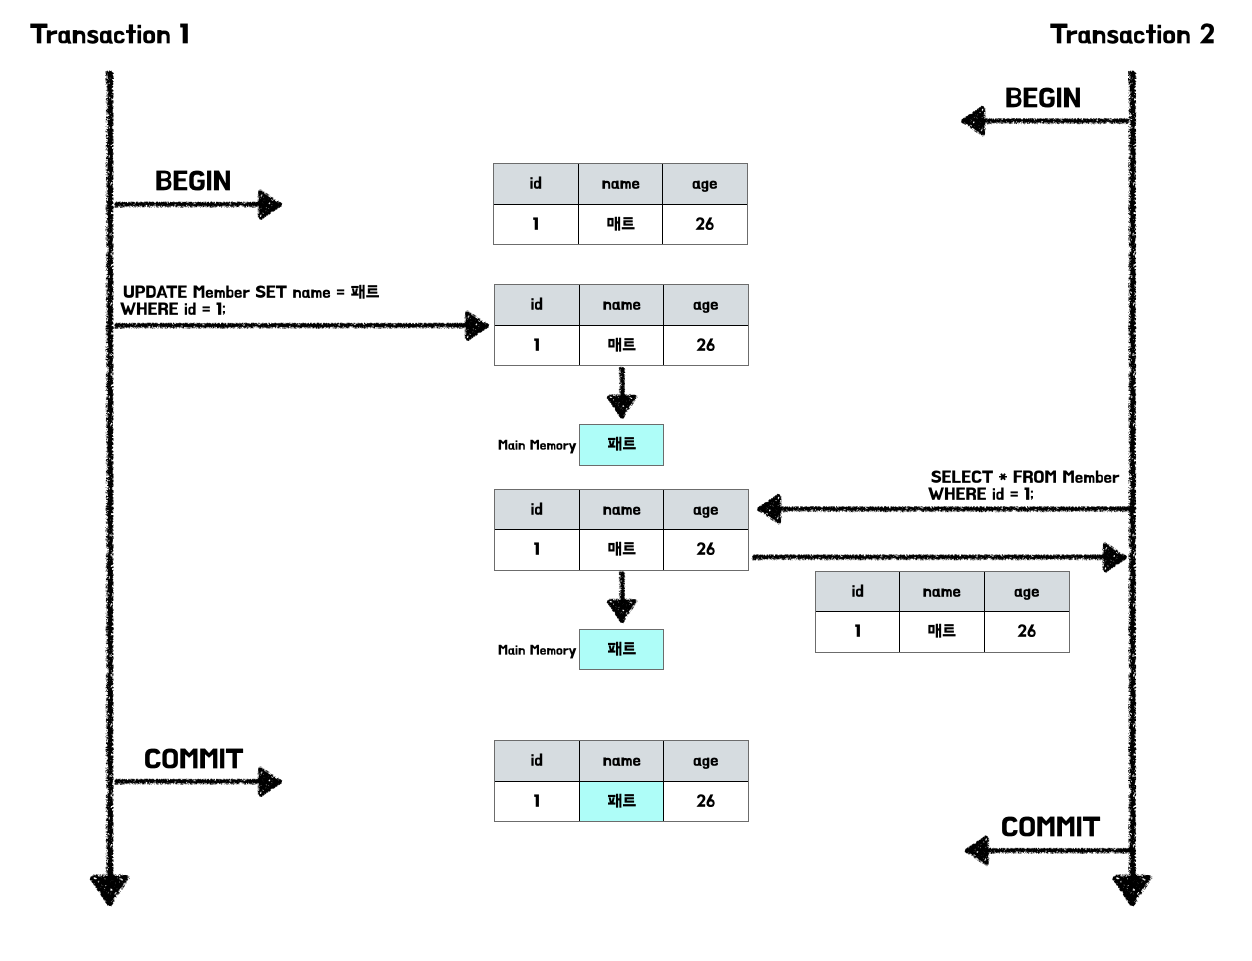 Transaction 1
Transaction 2
BEGIN
BEGIN
id name age
1 매트 26
UPDATE Member SET name = 패트
WHERE id = 1;
id name age
1 매트 26
Main Memory 패트
SELECT * FROM Member
WHERE id = 1;
id name age
1 매트 26
id name age
1 매트 26
Main Memory 패트
COMMIT
id name age
1 패트 26
COMMIT